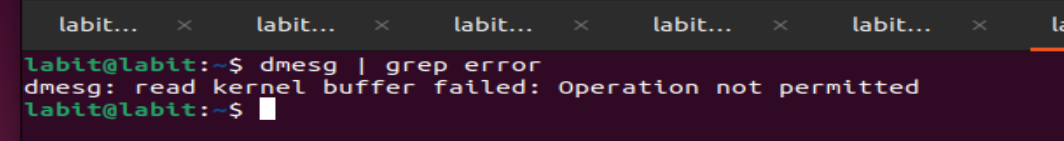 labit... × labit... × labit... × labit... × labit... × la
labit@labit:~$ dmesg | grep error
dmesg: read kernel buffer failed: Operation not permitted
labit@labit:~$